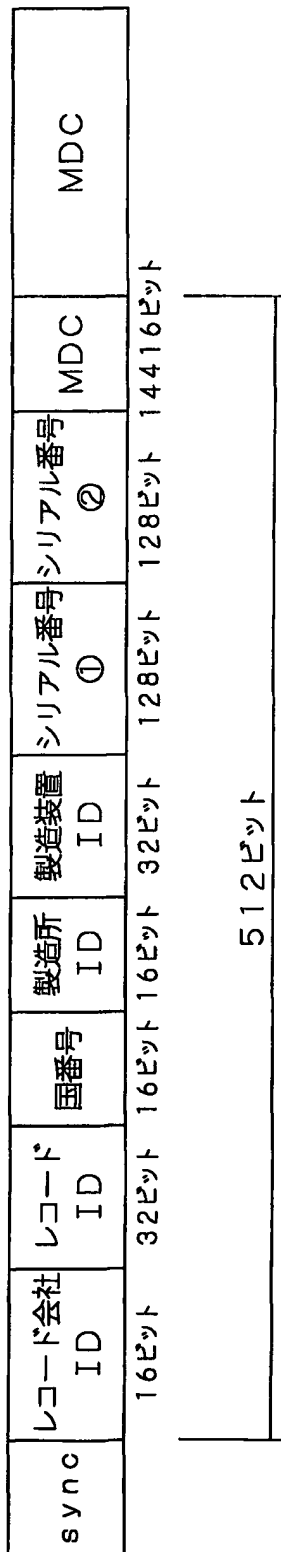 sync
レコード会社
ID
レコード
ID
国番号
製造所
ID
製造装置
ID
シリアル番号
①
シリアル番号
②
MDC
MDC
16ビット
32ビット
16ビット
16ビット
32ビット
128ビット
128ビット
14416ビット
512ビット